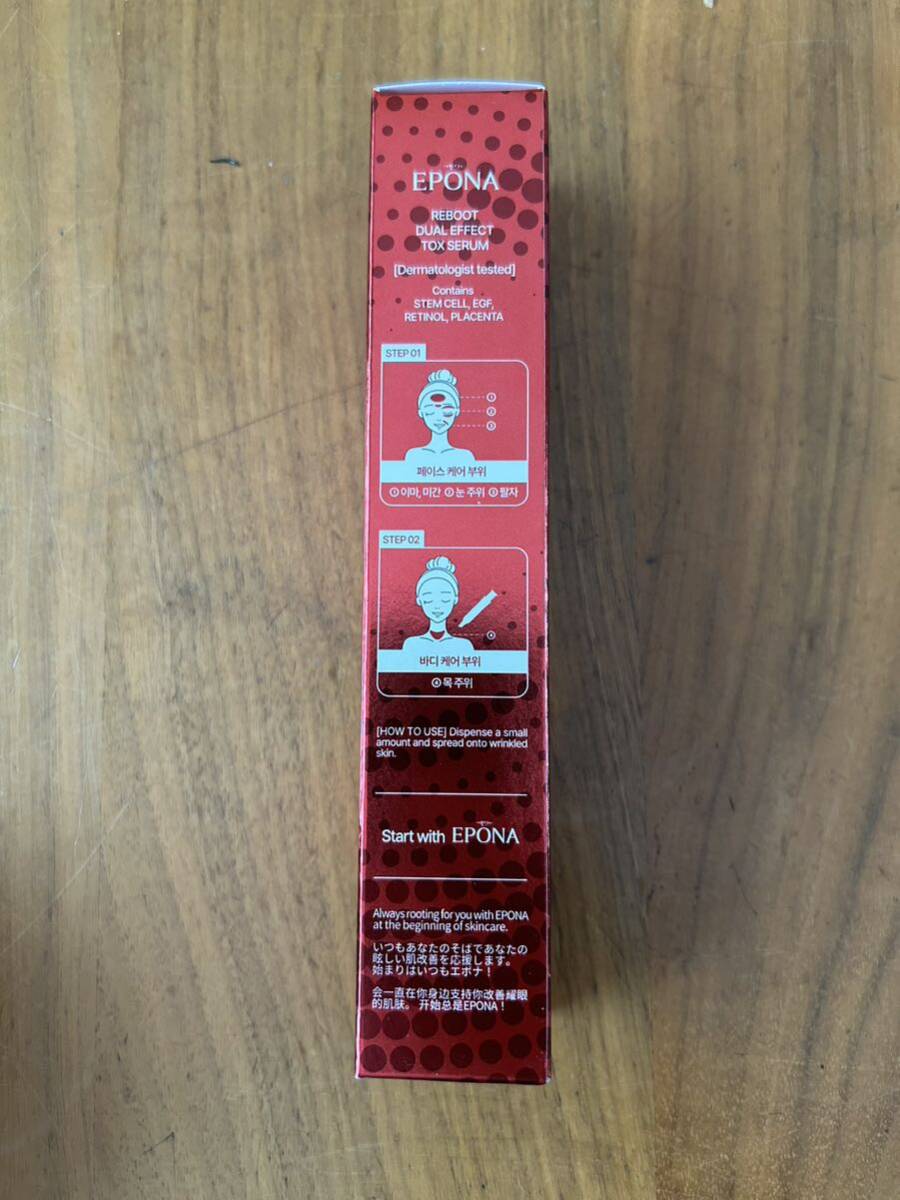 EPŌNA
REBOOT
DUAL EFFECT
TOX SERUM
[Dermatologist tested]
Contains
STEM CELL, EGF,
RETINOL, PLACENTA
STEP 01
①
②
③
페이스 케어 부위
①이마, 미간 ②눈 주위 ③팔자
STEP 02
④
바디 케어 부위
④목 주위
[HOW TO USE] Dispense a small
amount and spread onto wrinkled
skin.
Start with EPŌNA
Always rooting for you with EPONA
at the beginning of skincare.
いつもあなたのそばであなたの
眩しい肌改善を応援します。
始まりはいつもエポナ！
会一直在你身边支持你改善耀眼
的肌肤。 开始总是EPONA！